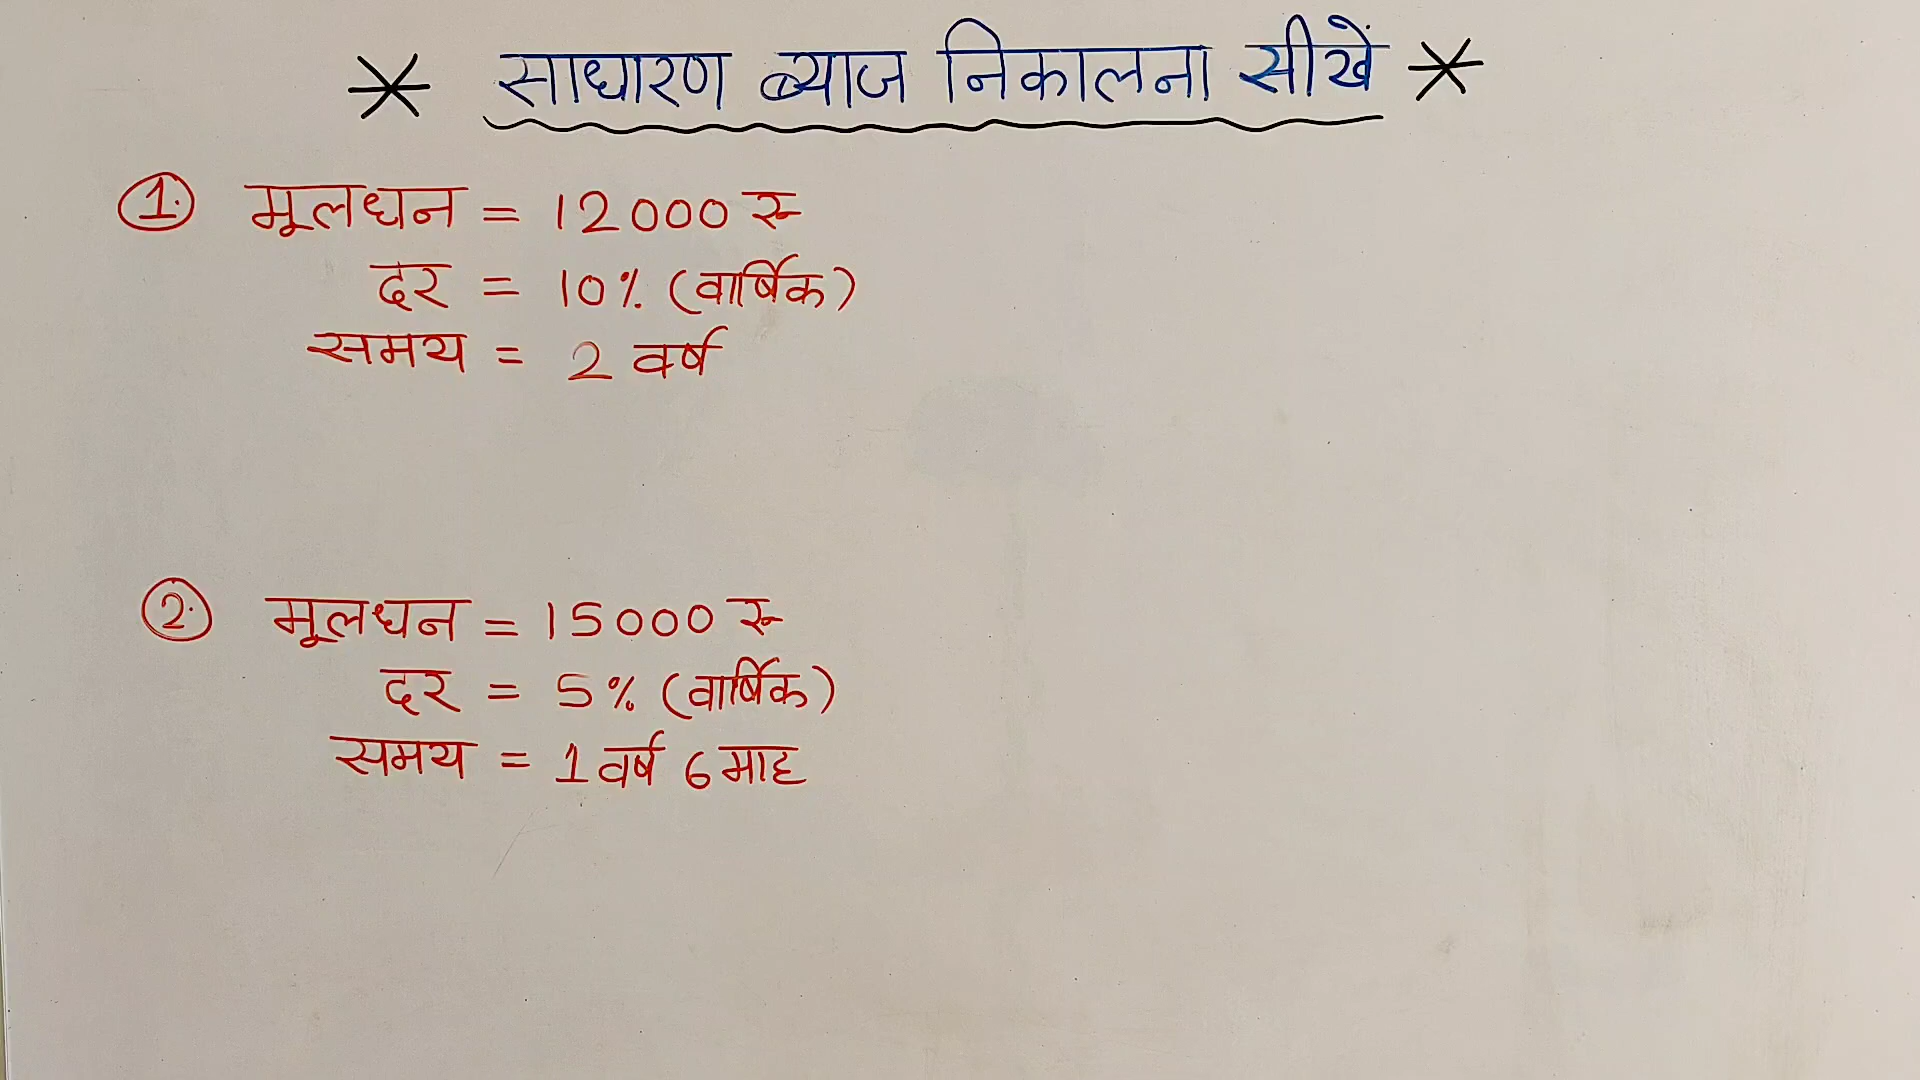 * साधारण ब्याज निकालना सीखें *
1. मूलधन = 12000 रु
दर = 10% (वार्षिक)
समय = 2 वर्ष
2. मूलधन = 15000 रु
दर = 5% (वार्षिक)
समय = 1 वर्ष 6 माह